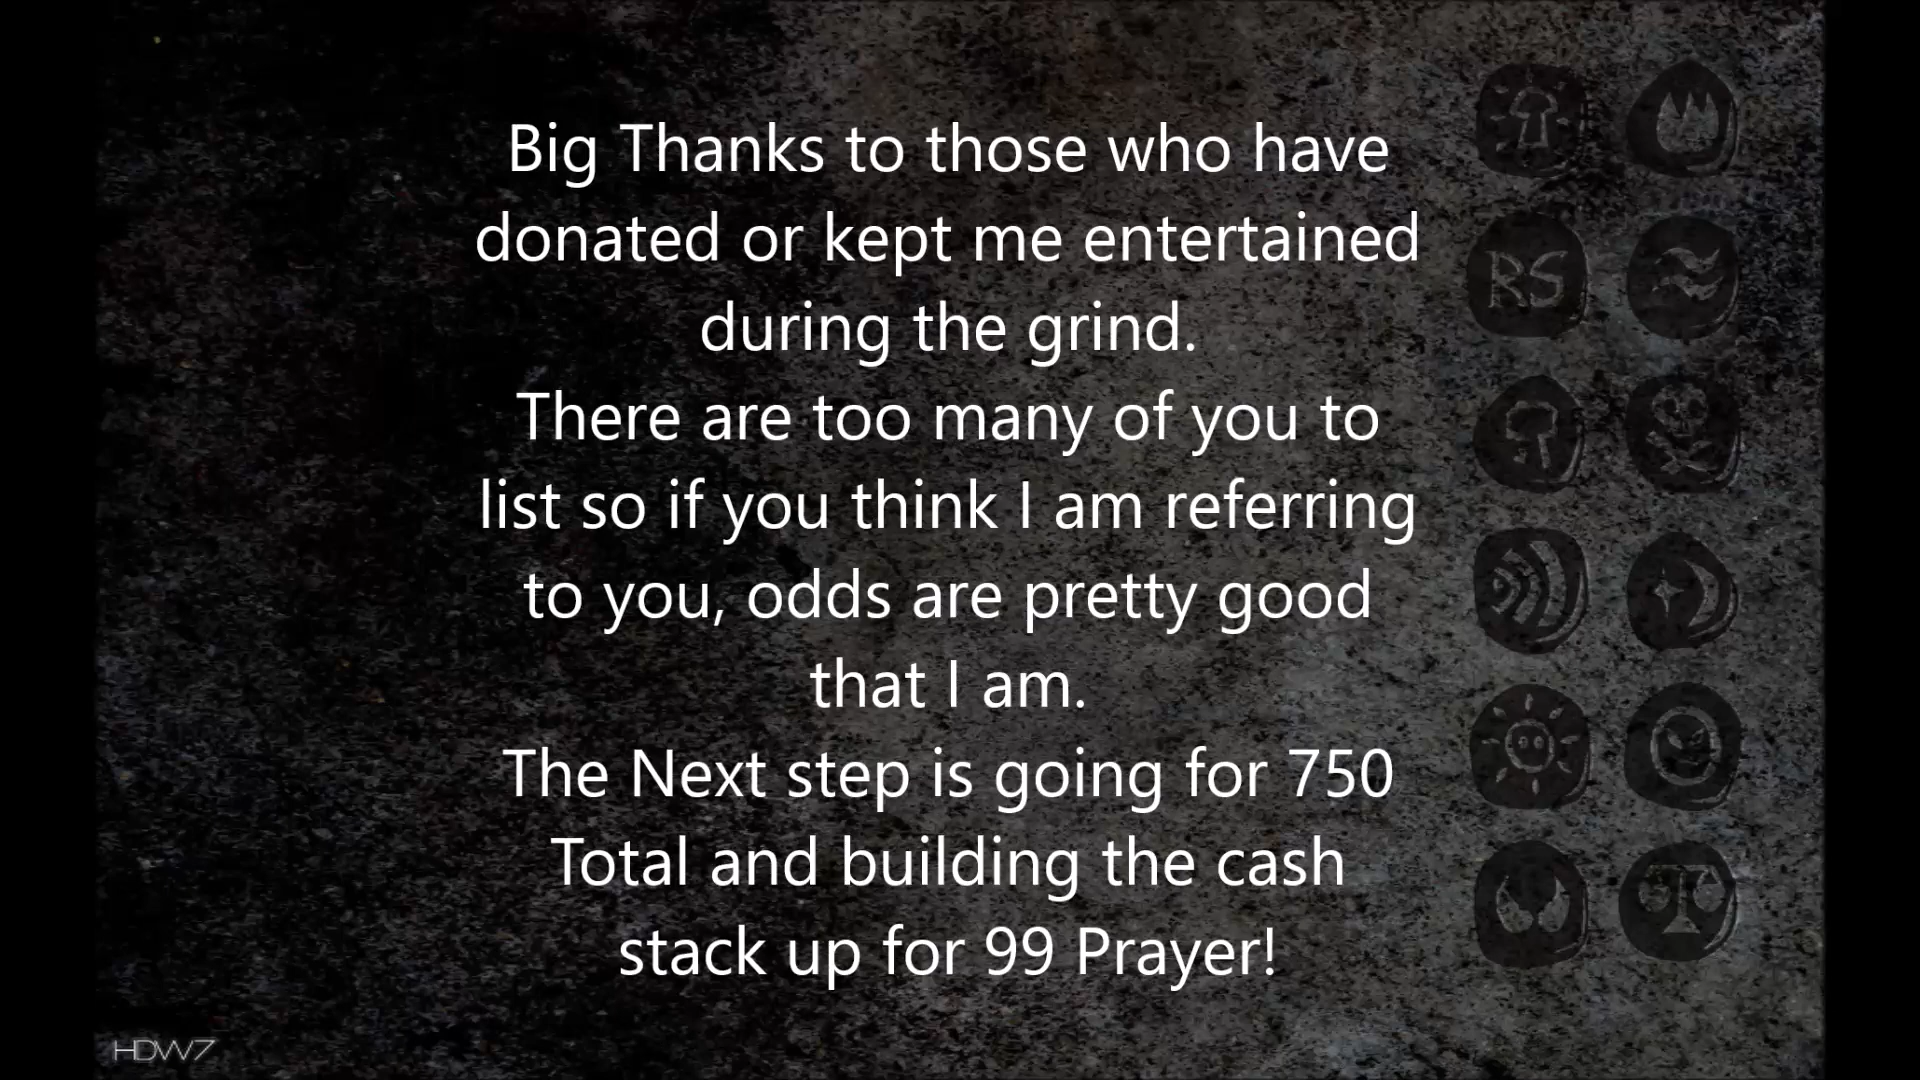 Big Thanks to those who have
donated or kept me entertained
during the grind.
There are too many of you to
list so if you think I am referring
to you, odds are pretty good
that I am.
The Next step is going for 750
Total and building the cash
stack up for 99 Prayer!
RS
HDW7